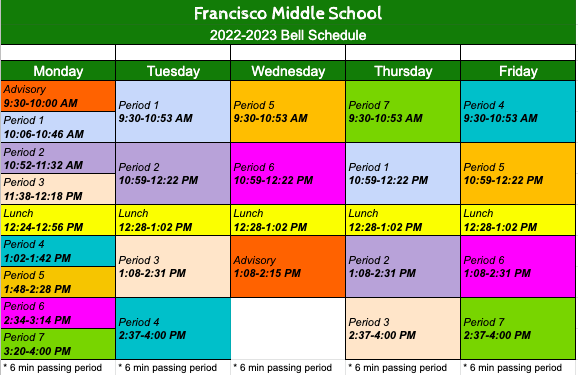 Francisco Middle School
2022-2023 Bell Schedule
Monday Tuesday Wednesday Thursday Friday
Advisory
9:30-10:00 AM
Period 1
10:06-10:46 AM
Period 1
9:30-10:53 AM
Period 5
9:30-10:53 AM
Period 7
9:30-10:53 AM
Period 4
9:30-10:53 AM
Period 2
10:52-11:32 AM
Period 3
11:38-12:18 PM
Period 2
10:59-12:22 PM
Period 6
10:59-12:22 PM
Period 1
10:59-12:22 PM
Period 5
10:59-12:22 PM
Lunch
12:24-12:56 PM
Lunch
12:28-1:02 PM
Lunch
12:28-1:02 PM
Lunch
12:28-1:02 PM
Lunch
12:28-1:02 PM
Period 4
1:02-1:42 PM
Period 5
1:48-2:28 PM
Period 3
1:08-2:31 PM
Advisory
1:08-2:15 PM
Period 2
1:08-2:31 PM
Period 6
1:08-2:31 PM
Period 6
2:34-3:14 PM
Period 7
3:20-4:00 PM
Period 4
2:37-4:00 PM
Period 3
2:37-4:00 PM
Period 7
2:37-4:00 PM
* 6 min passing period * 6 min passing period * 6 min passing period * 6 min passing period * 6 min passing period